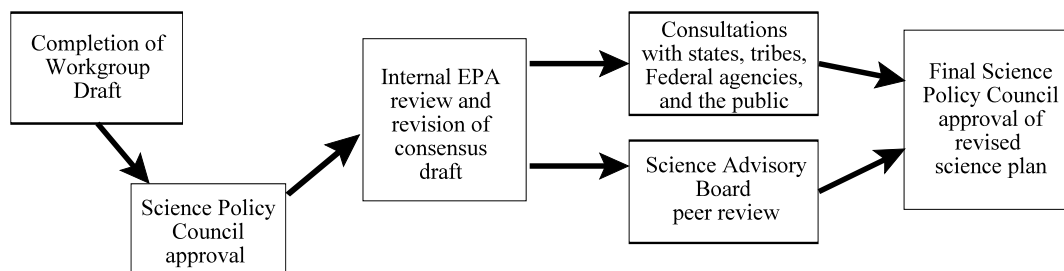 Completion of
Workgroup
Draft
Science Policy
Council
approval
Internal EPA
review and
revision of
consensus
draft
Consultations
with states, tribes,
Federal agencies,
and the public
Science Advisory
Board
peer review
Final Science
Policy Council
approval of
revised
science plan